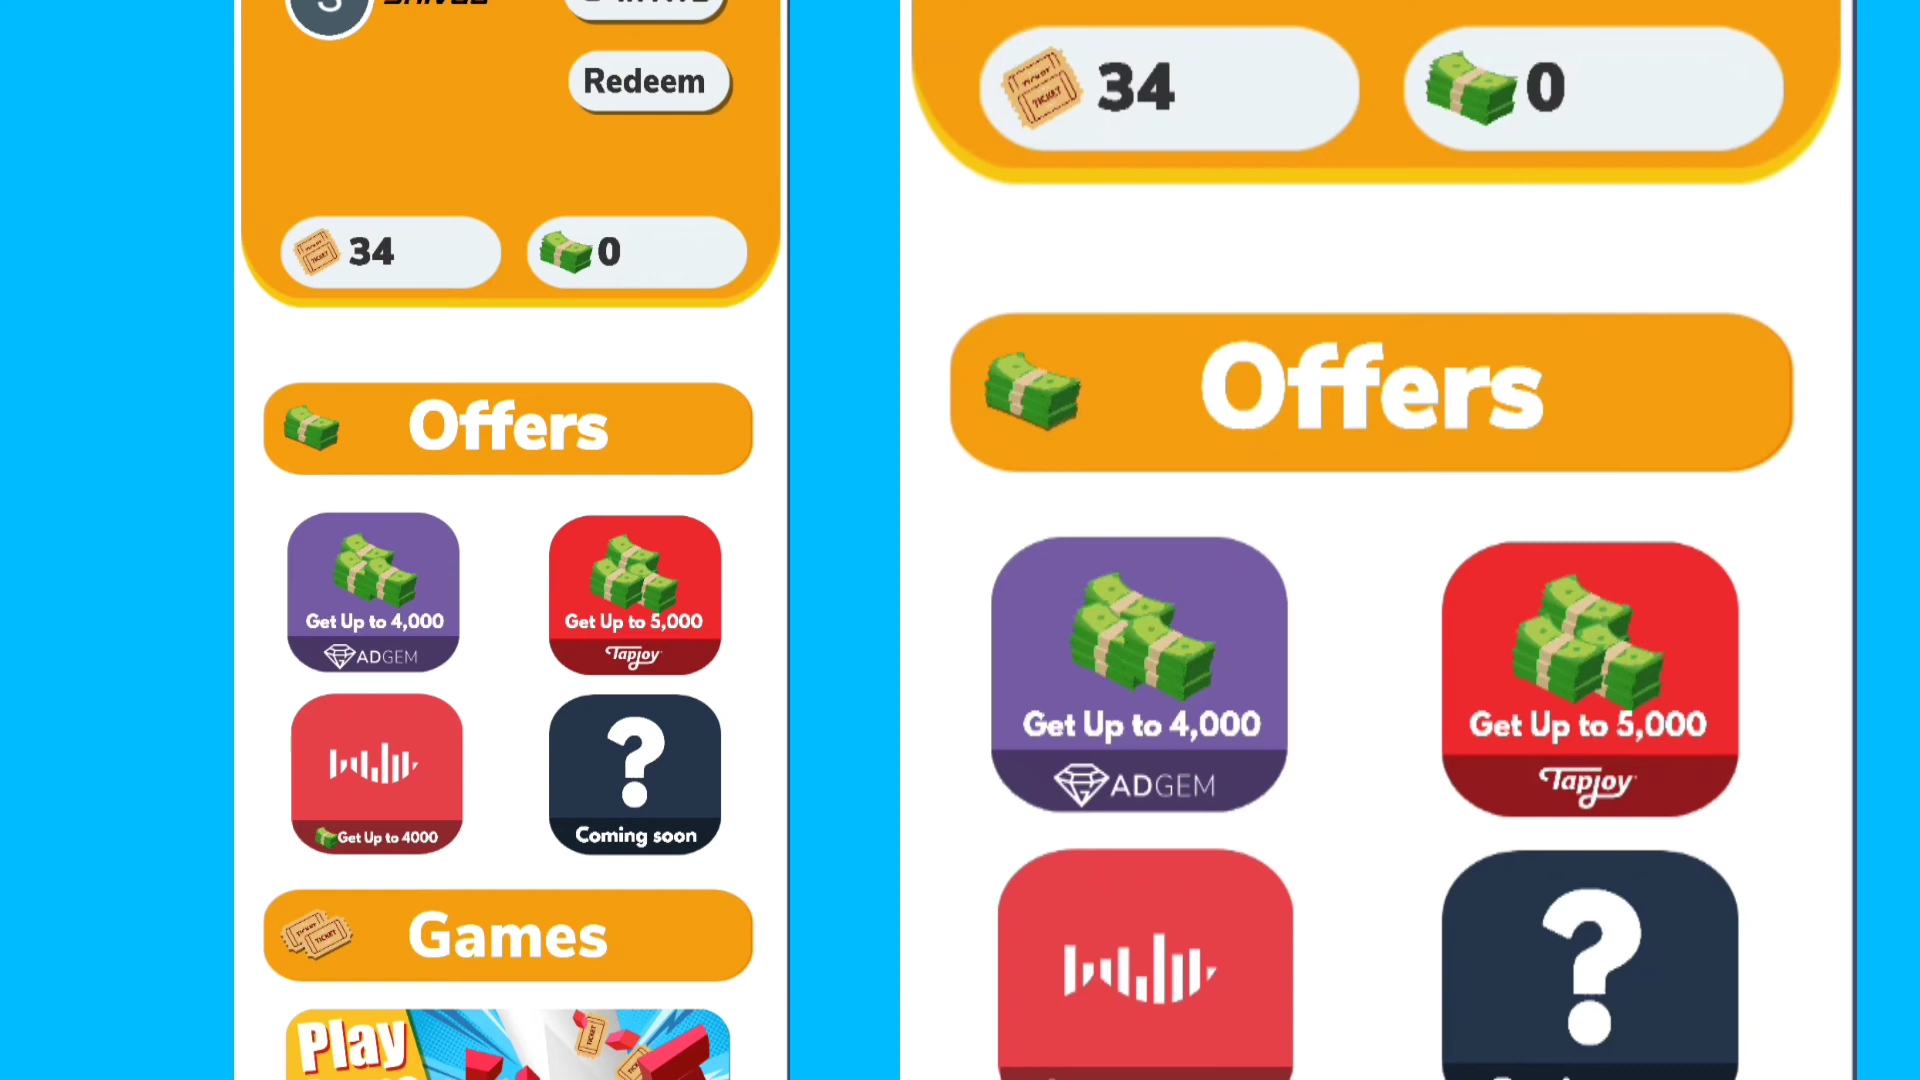 S
Redeem
34
0
Offers
Get Up to 4,000
ADGEM
Get Up to 5,000
Tapjoy
Get Up to 4000
?
Coming soon
Games
Play
34
0
Offers
Get Up to 4,000
ADGEM
Get Up to 5,000
Tapjoy
?